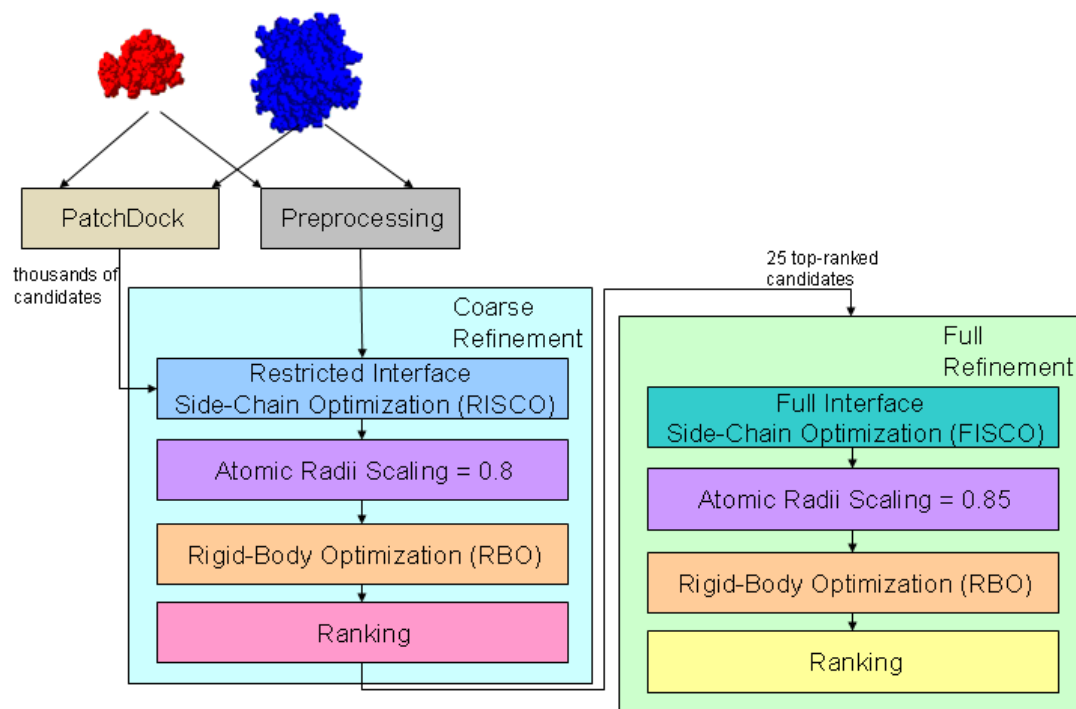 PatchDock
Preprocessing
thousands of
candidates
25 top-ranked
candidates
Coarse
Refinement
Restricted Interface
Side-Chain Optimization (RISCO)
Atomic Radii Scaling = 0.8
Rigid-Body Optimization (RBO)
Ranking
Full
Refinement
Full Interface
Side-Chain Optimization (FISCO)
Atomic Radii Scaling = 0.85
Rigid-Body Optimization (RBO)
Ranking